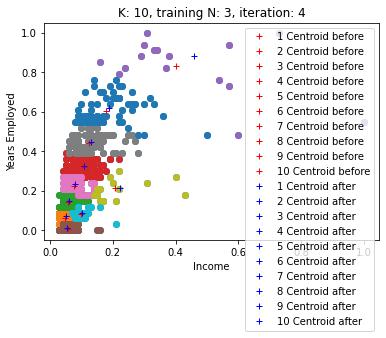 K: 10, training N: 3, iteration: 4
1.0
0.8
0.6
0.4
0.2
0.0
Years Employed
0.0
0.2
0.4
1.0
Income
1 Centroid before
2 Centroid before
3 Centroid before
4 Centroid before
5 Centroid before
6 Centroid before
7 Centroid before
8 Centroid before
9 Centroid before
10 Centroid before
1 Centroid after
2 Centroid after
3 Centroid after
4 Centroid after
5 Centroid after
6 Centroid after
7 Centroid after
8 Centroid after
9 Centroid after
10 Centroid after